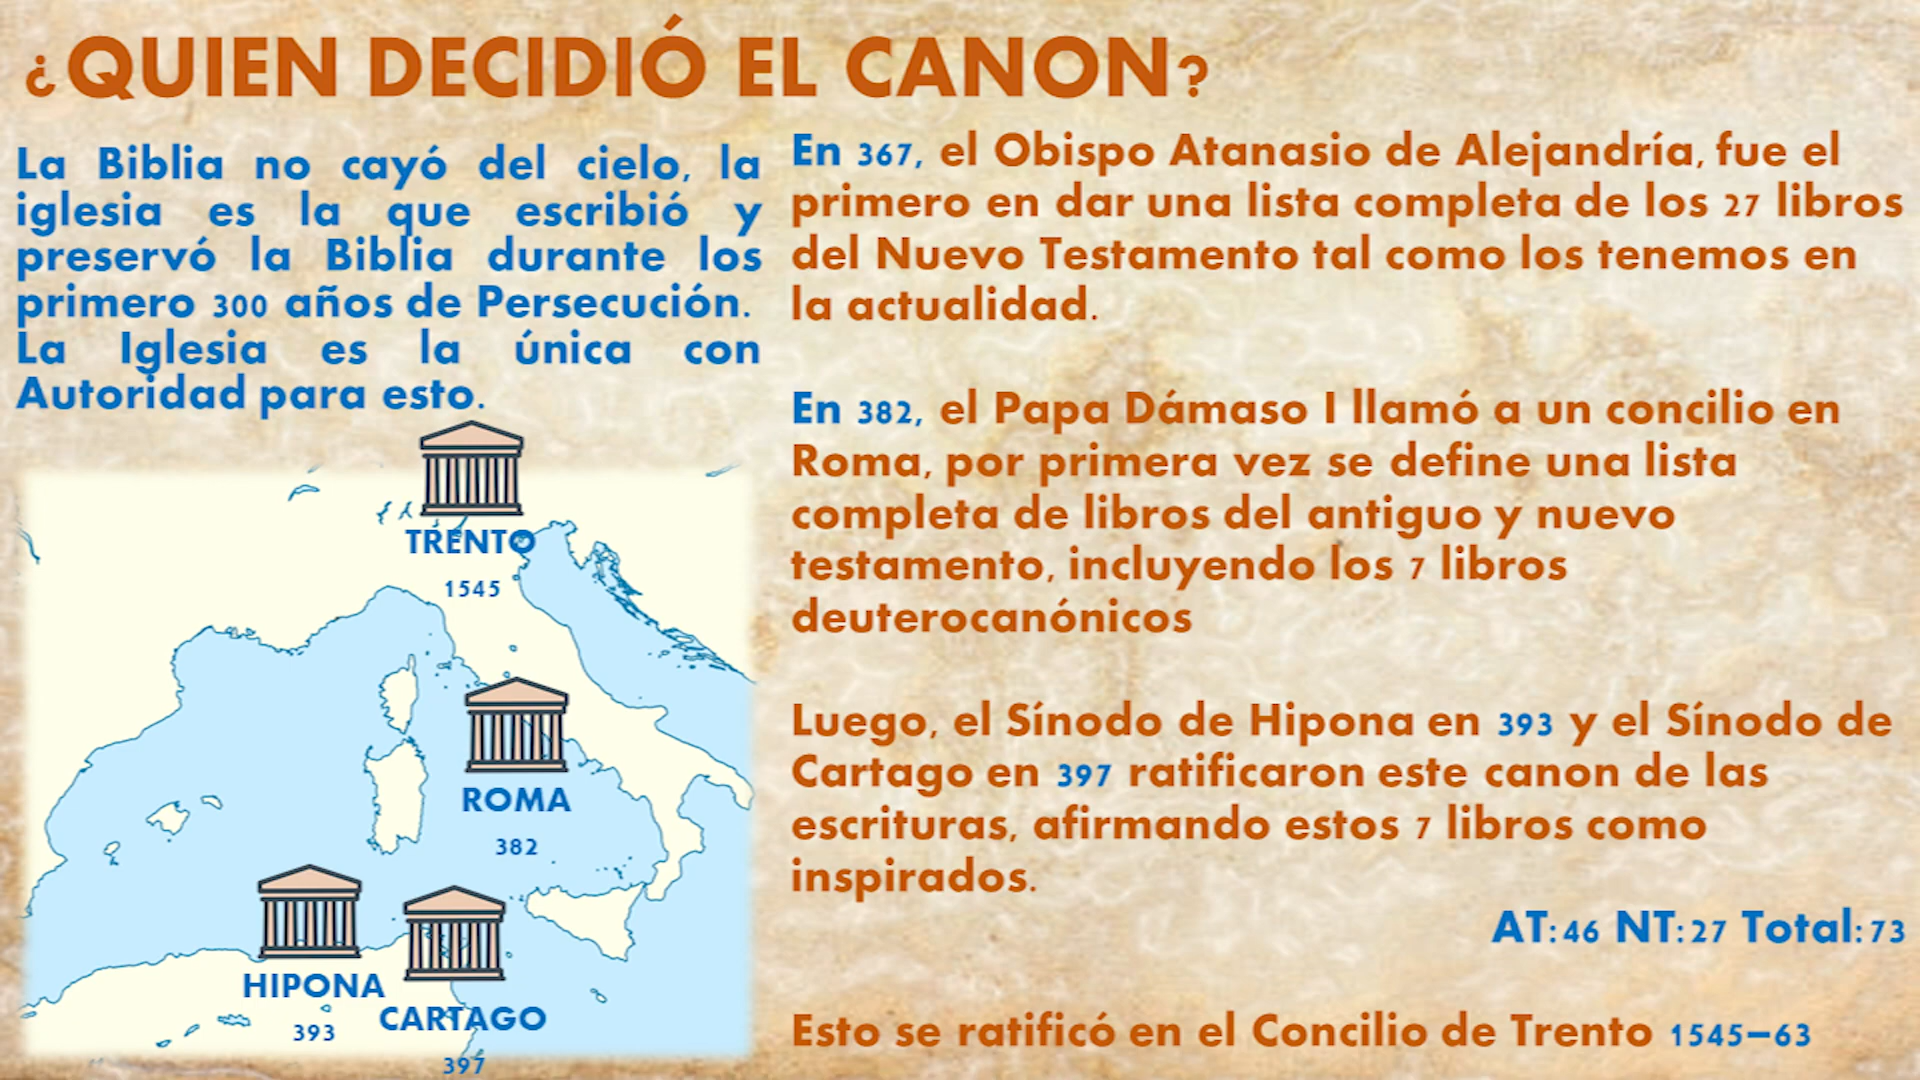 ¿QUIEN DECIDIÓ EL CANON?
La Biblia no cayó del cielo, la
iglesia es la que escribió y
preservó la Biblia durante los
primero 300 años de Persecución.
La Iglesia es la única con
Autoridad para esto.
TRENTO
1545
ROMA
382
HIPONA
393
CARTAGO
397
En 367, el Obispo Atanasio de Alejandría, fue el
primero en dar una lista completa de los 27 libros
del Nuevo Testamento tal como los tenemos en
la actualidad.
En 382, el Papa Dámaso I llamó a un concilio en
Roma, por primera vez se define una lista
completa de libros del antiguo y nuevo
testamento, incluyendo los 7 libros
deuterocanónicos
Luego, el Sínodo de Hipona en 393 y el Sínodo de
Cartago en 397 ratificaron este canon de las
escrituras, afirmando estos 7 libros como
inspirados.
AT: 46 NT: 27 Total: 73
Esto se ratificó en el Concilio de Trento 1545–63